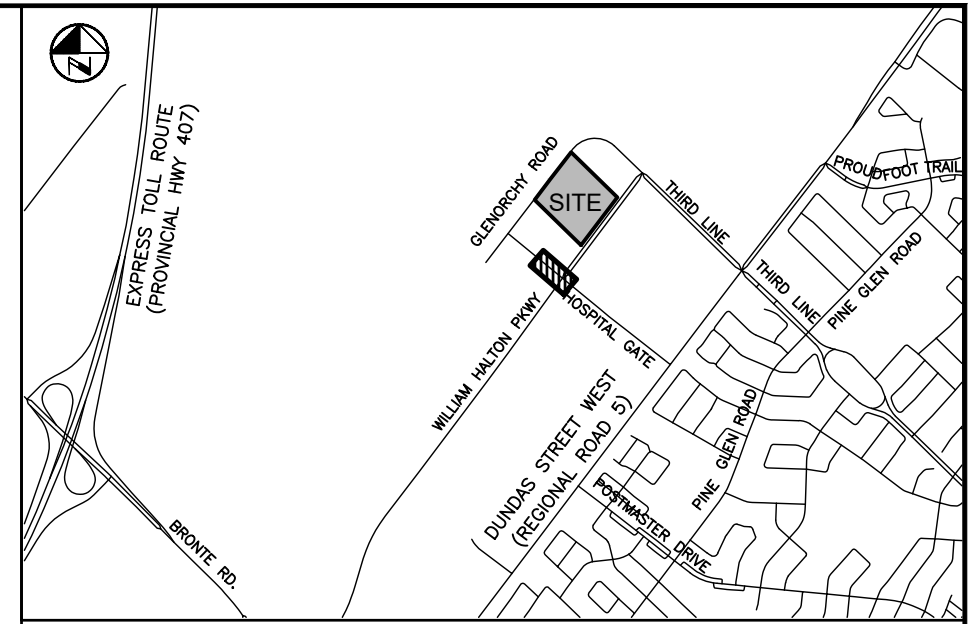 N
EXPRESS TOLL ROUTE
(PROVINCIAL HWY 407)
GLENORCHY ROAD
SITE
THIRD LINE
PROUDFOOT TRAIL
PINE GLEN ROAD
THIRD LINE
HOSPITAL GATE
WILLIAM HALTON PKWY
DUNDAS STREET WEST
(REGIONAL ROAD 5)
PINE GLEN ROAD
POSTMASTER DRIVE
BRONTE RD.